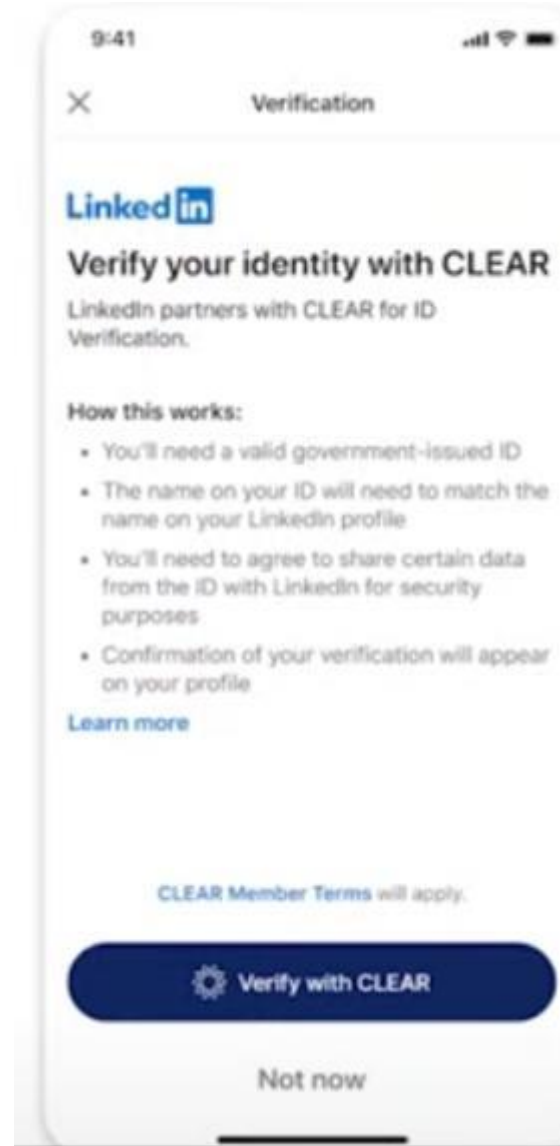 9:41
Verification
Linked in
Verify your identity with CLEAR
LinkedIn partners with CLEAR for ID
Verification.
How this works:
• You'll need a valid government-issued ID
• The name on your ID will need to match the
name on your LinkedIn profile
• You'll need to agree to share certain data
from the ID with LinkedIn for security
purposes
• Confirmation of your verification will appear
on your profile
Learn more
CLEAR Member Terms will apply.
Verify with CLEAR
Not now